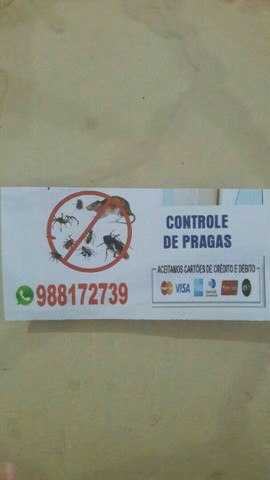 CONTROLE
DE PRAGAS
ACEITAMOS CARTÕES DE CRÉDITO E DÉBITO
VISA
988172739